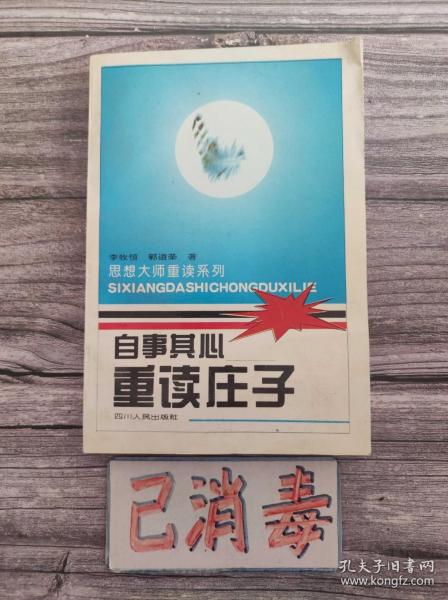 李牧恒 郭道荣 著
思想大师重读系列
SIXIANGDASHICHONGDUXILIE
自事其心
重读庄子
四川人民出版社
已消毒
孔夫子旧书网
www.kongfz.com